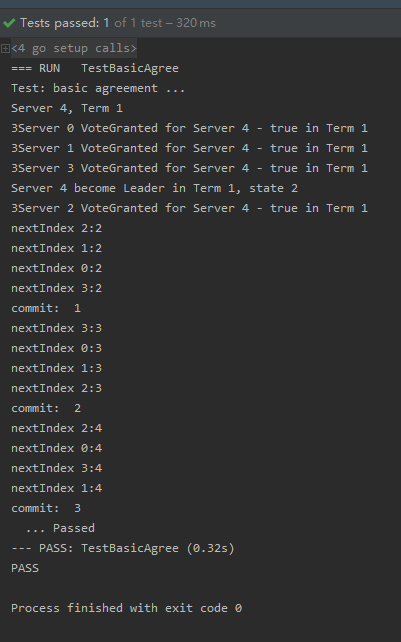 Tests passed: 1 of 1 test – 320 ms
<4 go setup calls>
=== RUN   TestBasicAgree
Test: basic agreement ...
Server 4, Term 1
3Server 0 VoteGranted for Server 4 - true in Term 1
3Server 1 VoteGranted for Server 4 - true in Term 1
3Server 3 VoteGranted for Server 4 - true in Term 1
Server 4 become Leader in Term 1, state 2
3Server 2 VoteGranted for Server 4 - true in Term 1
nextIndex 2:2
nextIndex 1:2
nextIndex 0:2
nextIndex 3:2
commit:  1
nextIndex 3:3
nextIndex 0:3
nextIndex 1:3
nextIndex 2:3
commit:  2
nextIndex 2:4
nextIndex 0:4
nextIndex 3:4
nextIndex 1:4
commit:  3
  ... Passed
--- PASS: TestBasicAgree (0.32s)
PASS
Process finished with exit code 0